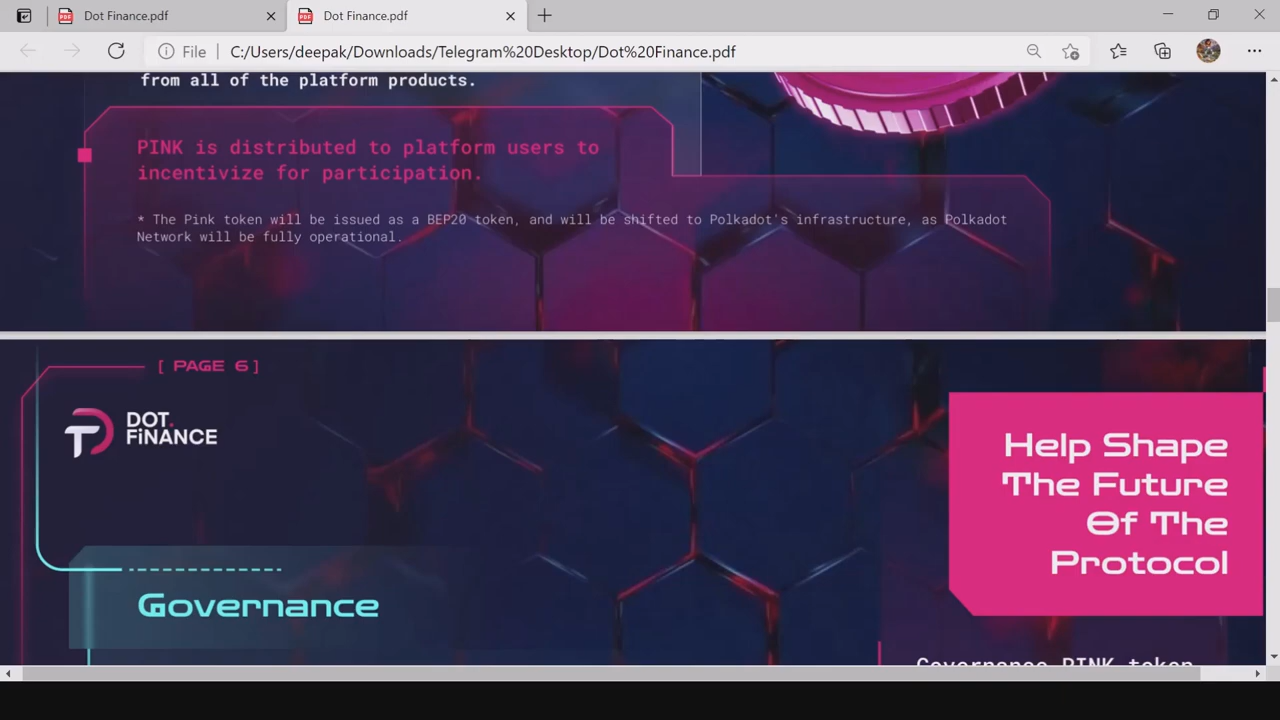 Dot Finance.pdf
Dot Finance.pdf
File
C:/Users/deepak/Downloads/Telegram%20Desktop/Dot%20Finance.pdf
from all of the platform products.
PINK is distributed to platform users to
incentivize for participation.
* The Pink token will be issued as a BEP20 token, and will be shifted to Polkadot's infrastructure, as Polkadot
Network will be fully operational.
[ PAGE 6 ]
DOT.
FiNANCE
Help Shape
The Future
Of The
Protocol
Governance
Governance PINK token